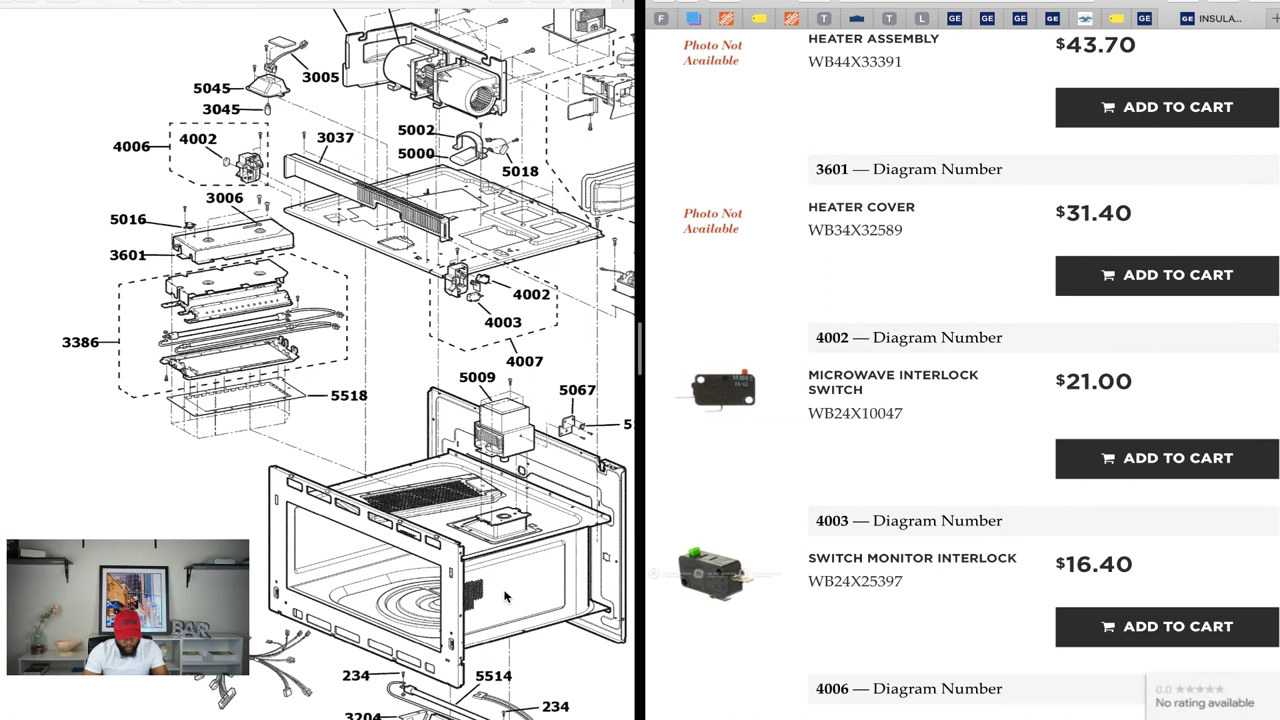 3005
5045
3045
4006
4002
3037
5002
5000
5018
3006
5016
3601
4002
4003
4007
3386
5009
5067
5518
234
5514
234
3204
BAR
F
T
T
L
GE
GE
GE
GE
GE
GE INSULA...
Photo Not
Available
HEATER ASSEMBLY
WB44X33391
$43.70
ADD TO CART
3601 — Diagram Number
Photo Not
Available
HEATER COVER
WB34X32589
$31.40
ADD TO CART
4002 — Diagram Number
MICROWAVE INTERLOCK
SWITCH
WB24X10047
$21.00
ADD TO CART
4003 — Diagram Number
SWITCH MONITOR INTERLOCK
WB24X25397
$16.40
ADD TO CART
4006 — Diagram Number
0.0 ★★★★★
No rating available